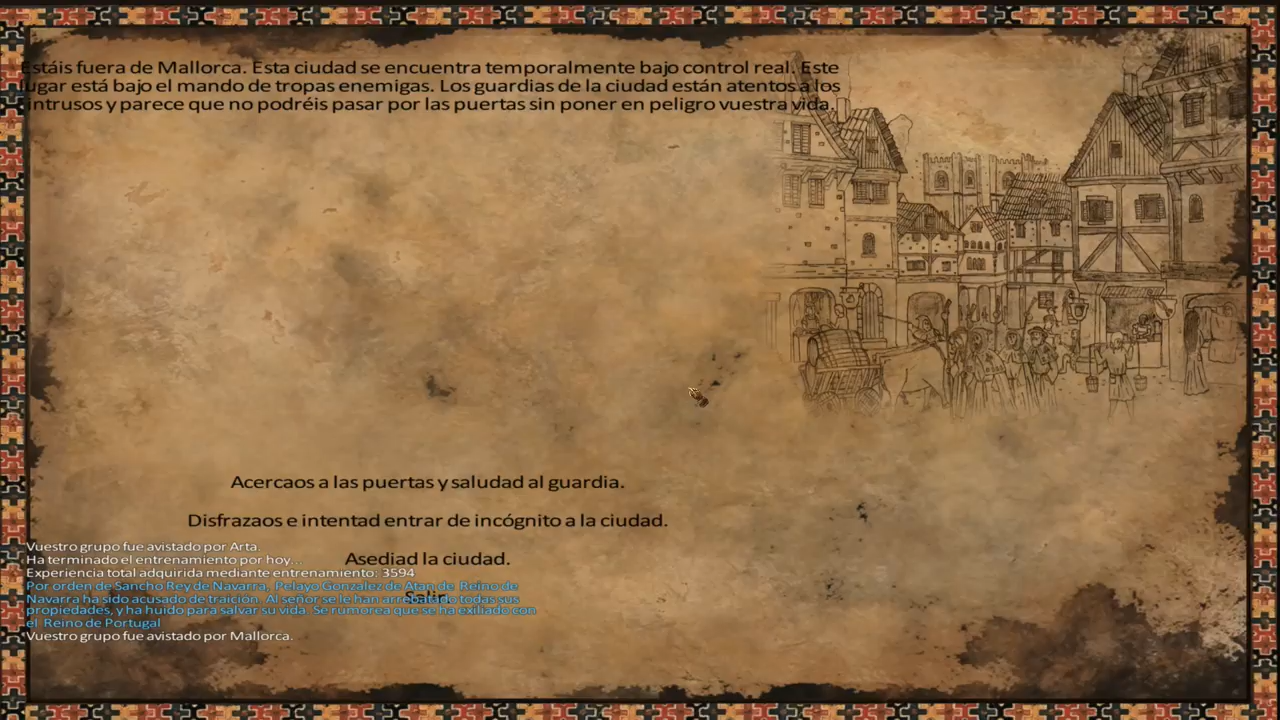 Estáis fuera de Mallorca. Esta ciudad se encuentra temporalmente bajo control real. Este
lugar está bajo el mando de tropas enemigas. Los guardias de la ciudad están atentos a los
intrusos y parece que no podréis pasar por las puertas sin poner en peligro vuestra vida.
Acercaos a las puertas y saludad al guardia.
Disfrazaos e intentad entrar de incógnito a la ciudad.
Asediad la ciudad.
Salir.
Vuestro grupo fue avistado por Arta.
Ha terminado el entrenamiento por hoy...
Experiencia total adquirida mediante entrenamiento: 3594
Por orden de Sancho Rey de Navarra, Pelayo Gonzalez de Atan de Reino de
Navarra ha sido acusado de traición. Al señor se le han arrebatado todas sus
propiedades, y ha huido para salvar su vida. Se rumorea que se ha exiliado con
el Reino de Portugal
Vuestro grupo fue avistado por Mallorca.